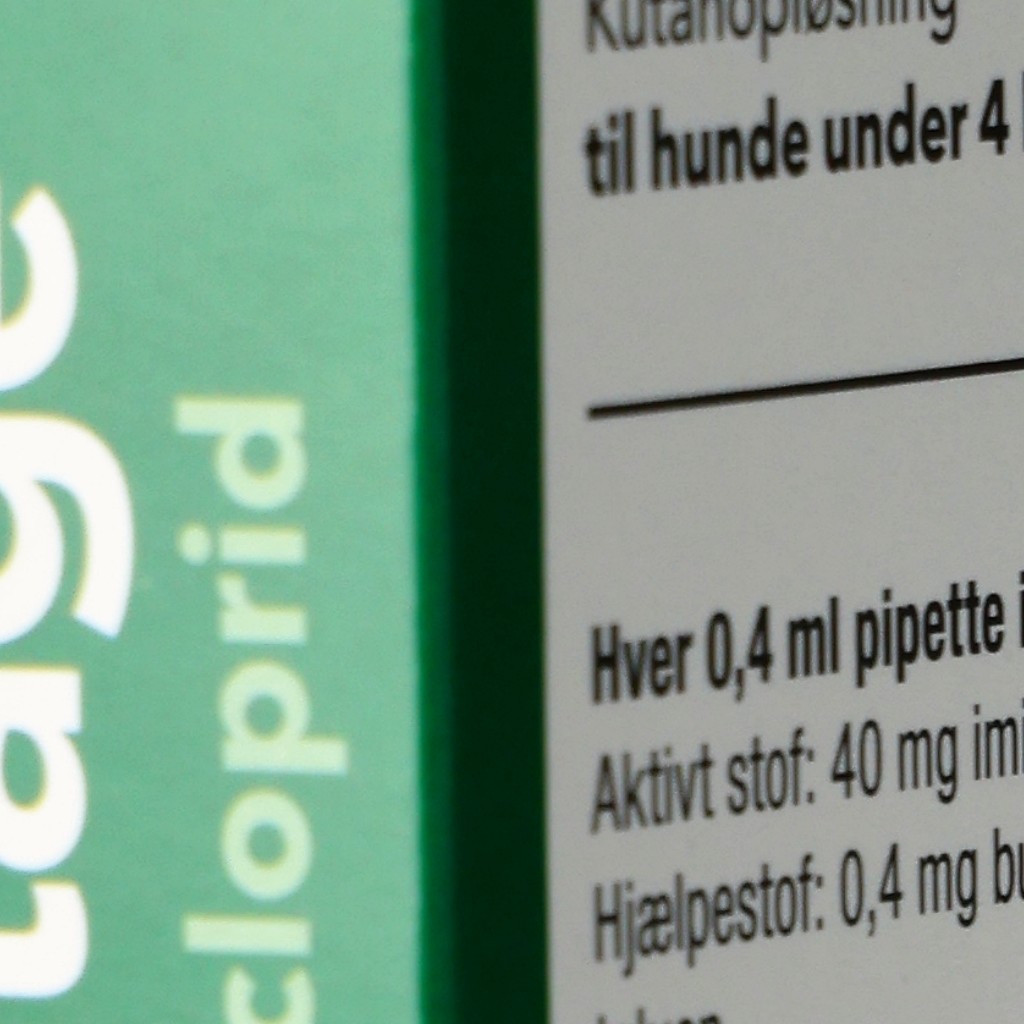 tage
cloprid
Kutanopløsning
til hunde under 4
Hver 0,4 ml pipette i
Aktivt stof: 40 mg imi
Hjælpestof: 0,4 mg bu